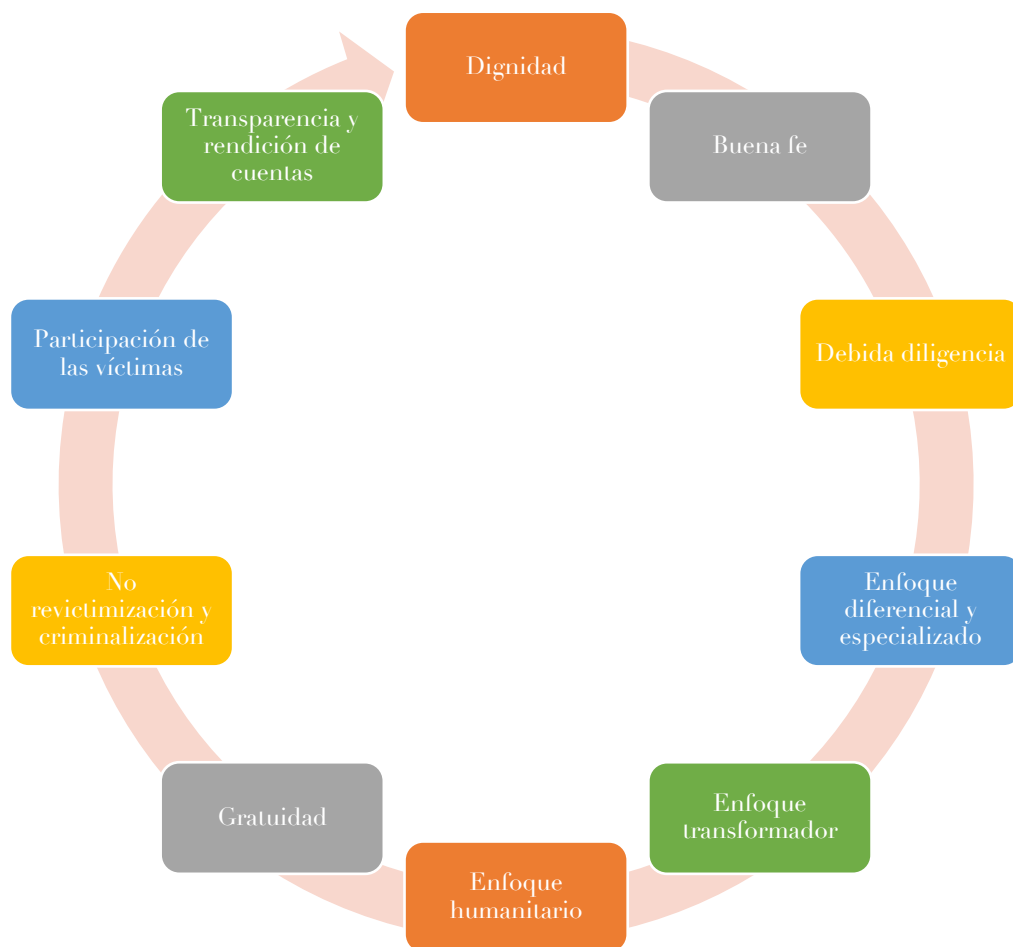 Dignidad
Buena fe
Debida diligencia
Enfoque
diferencial y
especializado
Enfoque
transformador
Enfoque
humanitario
Gratuidad
No
revictimización y
criminalización
Participación de
las víctimas
Transparencia y
rendición de
cuentas